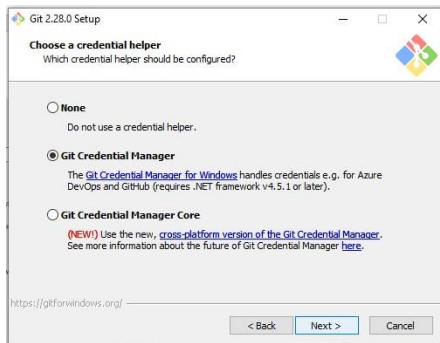 Git 2.28.0 Setup
Choose a credential helper
Which credential helper should be configured?
None
Do not use a credential helper.
Git Credential Manager
The Git Credential Manager for Windows handles credentials e.g. for Azure
DevOps and GitHub (requires .NET framework v4.5.1 or later).
Git Credential Manager Core
(NEW!) Use the new, cross-platform version of the Git Credential Manager.
See more information about the future of Git Credential Manager here.
https://gitforwindows.org/
< Back Next > Cancel